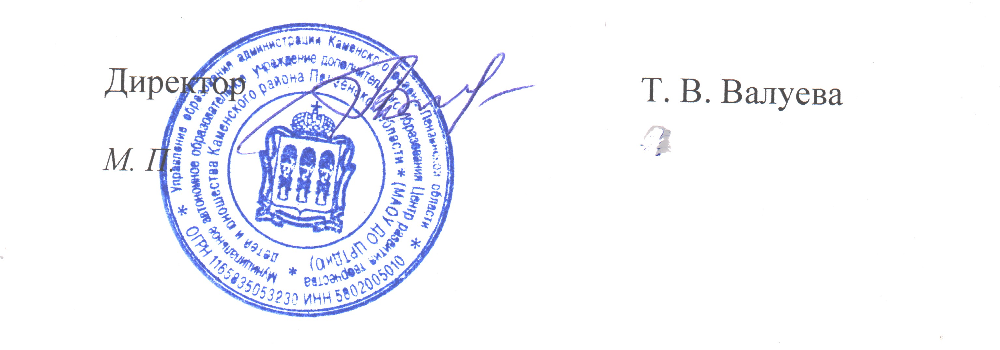 Директор
Т. В. Валуева
М. П.
* Управление образования администрации Каменского района Пензенской области *
ОГРН 1165835053230 ИНН 5802005010
Муниципальное автономное образовательное учреждение дополнительного образования Центр развития творчества
детей и юношества Каменского района Пензенской области * (МАОУ ДО ЦРТДиЮ) *